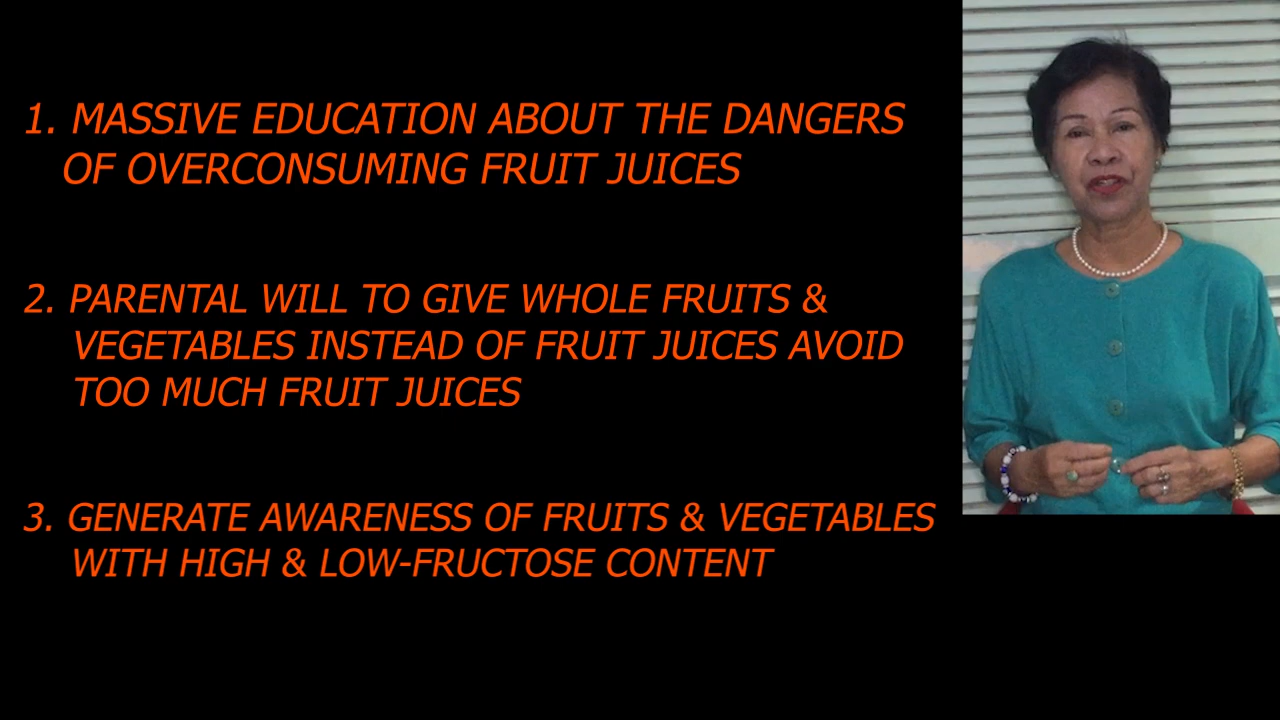 1. MASSIVE EDUCATION ABOUT THE DANGERS
OF OVERCONSUMING FRUIT JUICES
2. PARENTAL WILL TO GIVE WHOLE FRUITS &
VEGETABLES INSTEAD OF FRUIT JUICES AVOID
TOO MUCH FRUIT JUICES
3. GENERATE AWARENESS OF FRUITS & VEGETABLES
WITH HIGH & LOW-FRUCTOSE CONTENT